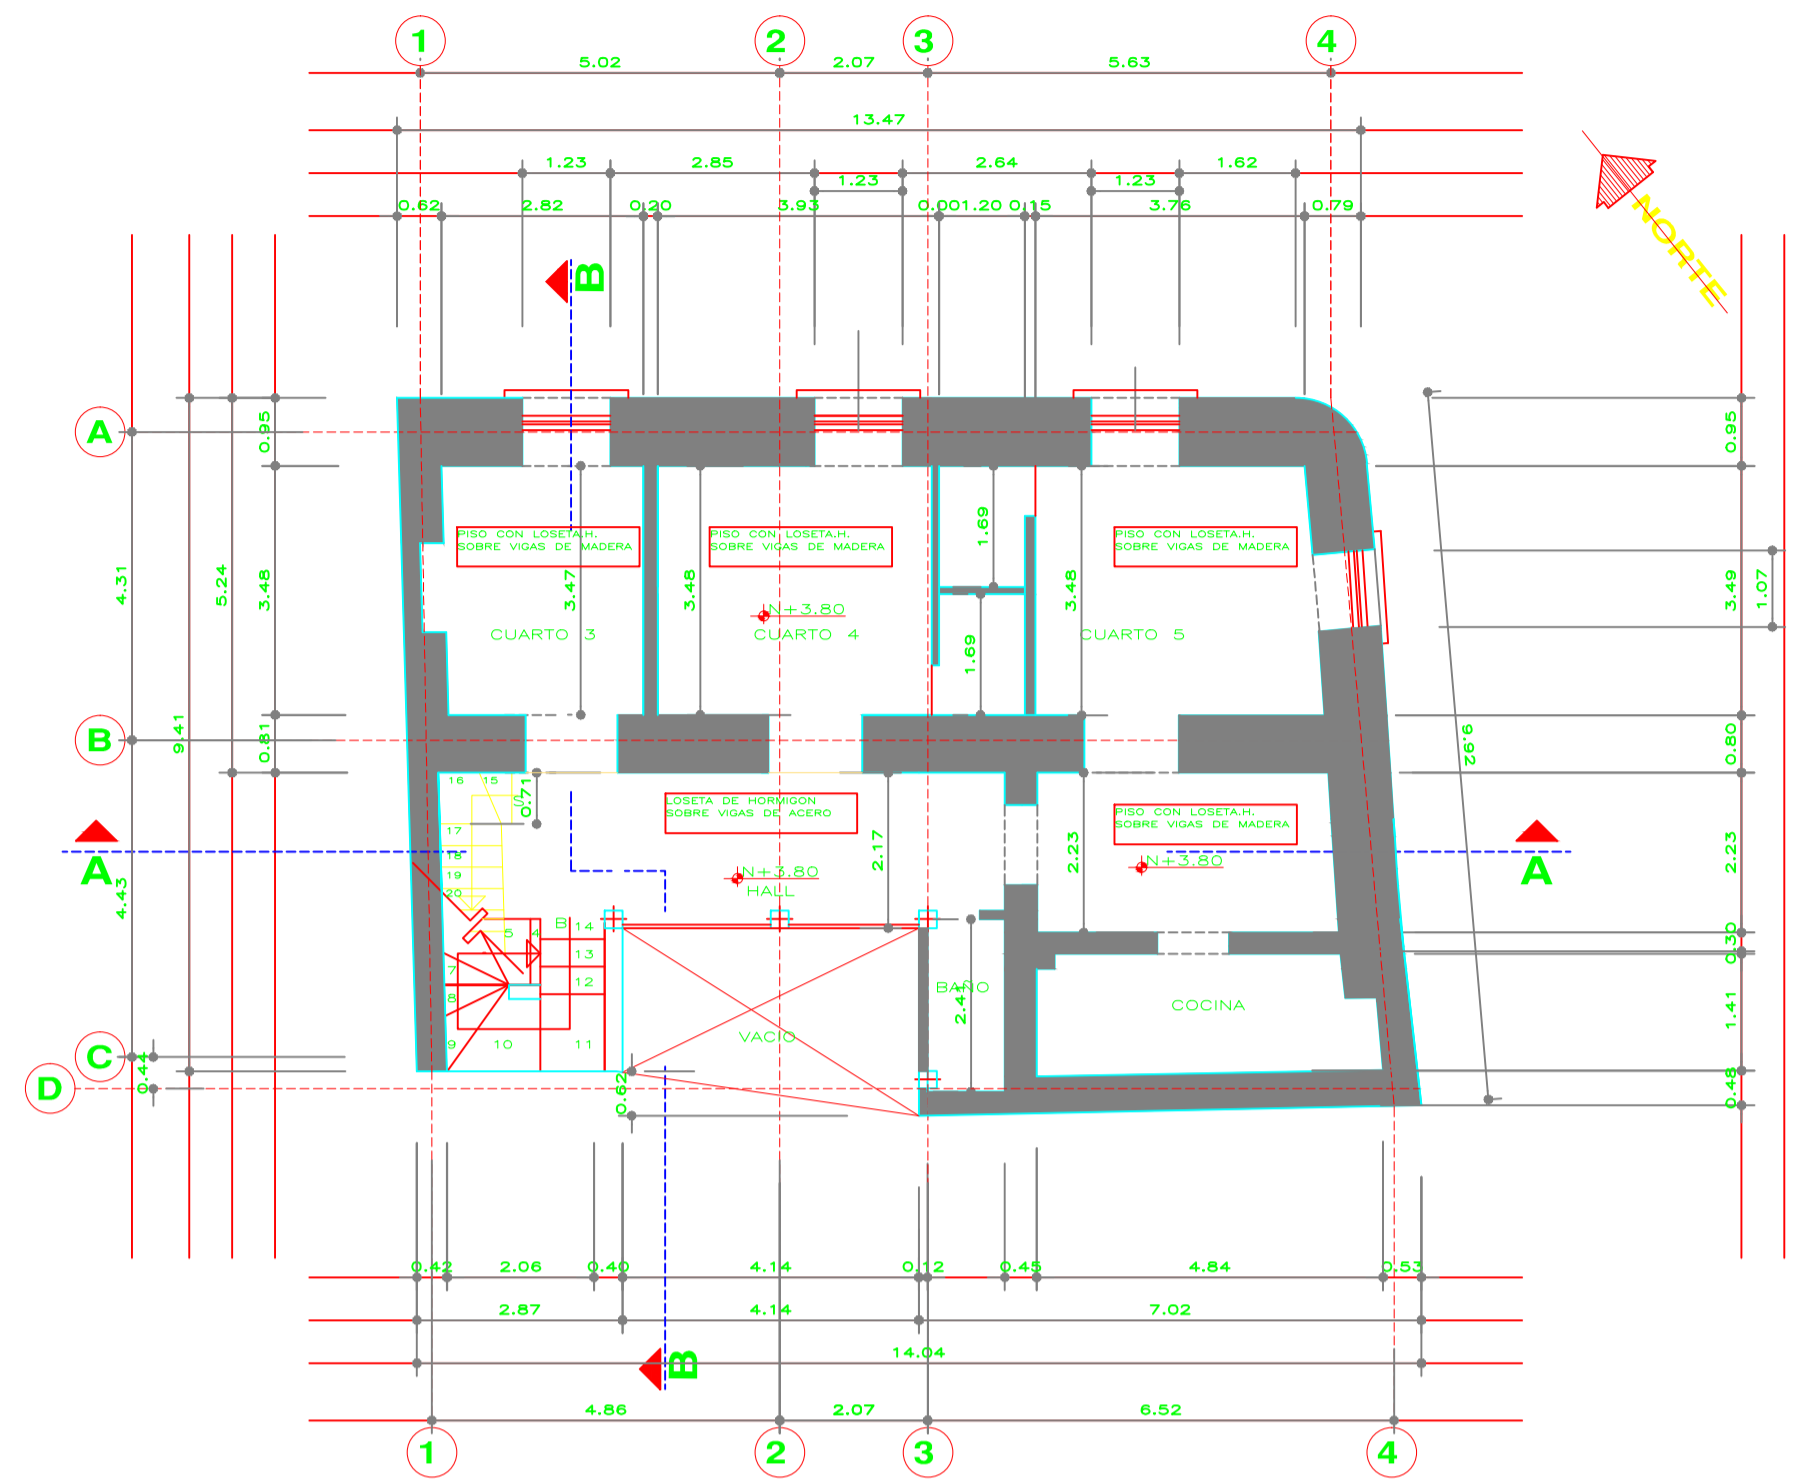 1 2 3 4
5.02 2.07 5.63
13.47
1.23 2.85 2.64 1.62
1.23 1.23
0.62 2.82 0.20 3.93 0.00 1.20 0.15 3.76 0.79
NORTE
B
A
0.95 0.95
PISO CON LOSETA.H.
SOBRE VIGAS DE MADERA
PISO CON LOSETA.H.
SOBRE VIGAS DE MADERA
PISO CON LOSETA.H.
SOBRE VIGAS DE MADERA
1.69
4.31 5.24 3.48 3.47 3.48 3.48 3.49 1.07
N+3.80
CUARTO 3 CUARTO 4 CUARTO 5
1.69
B
9.41 0.81 0.80 9.92
16 15
S
0.71
LOSETA DE HORMIGON
SOBRE VIGAS DE ACERO
PISO CON LOSETA.H.
SOBRE VIGAS DE MADERA
17
18
19
20
2.17 2.23 2.23
A A
N+3.80
N+3.80
HALL
4.43
5 4 B 14
13
12
7
8
9 10 11
0.30
BAÑO
COCINA
VACIO
1.41
C
D
0.44 0.62 0.48
0.42 2.06 0.40 4.14 0.12 0.45 4.84 0.53
2.87 4.14 7.02
14.04
B
4.86 2.07 6.52
1 2 3 4